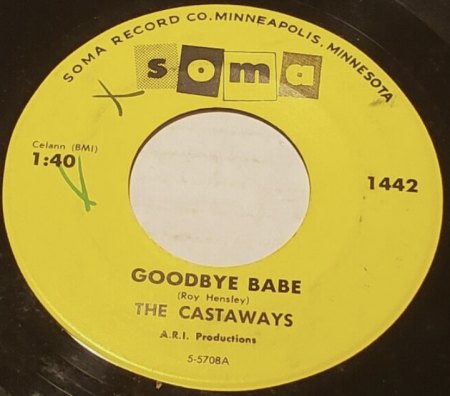 SOMA RECORD CO. MINNEAPOLIS, MINNESOTA
soma
Celann (BMI)
1:40
1442
GOODBYE BABE
(Roy Hensley)
THE CASTAWAYS
A.R.I. Productions
5-5708A